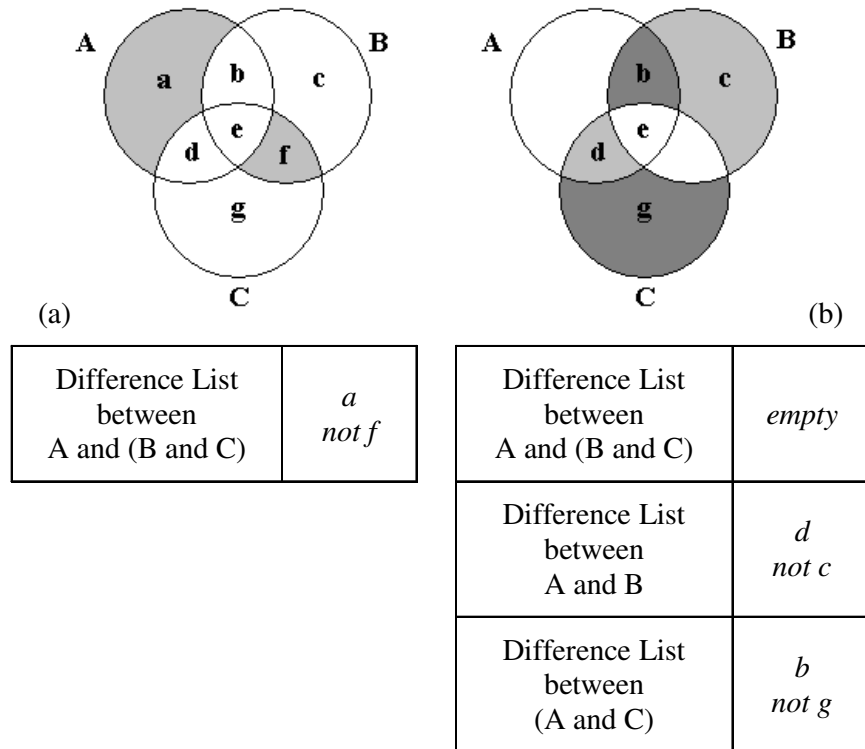 A
B
a
b
c
e
d
f
g
C
(a)
A
B
b
c
e
d
g
C
(b)
Difference List
between
A and (B and C)
a
not f
Difference List
between
A and (B and C)
empty
Difference List
between
A and B
d
not c
Difference List
between
(A and C)
b
not g